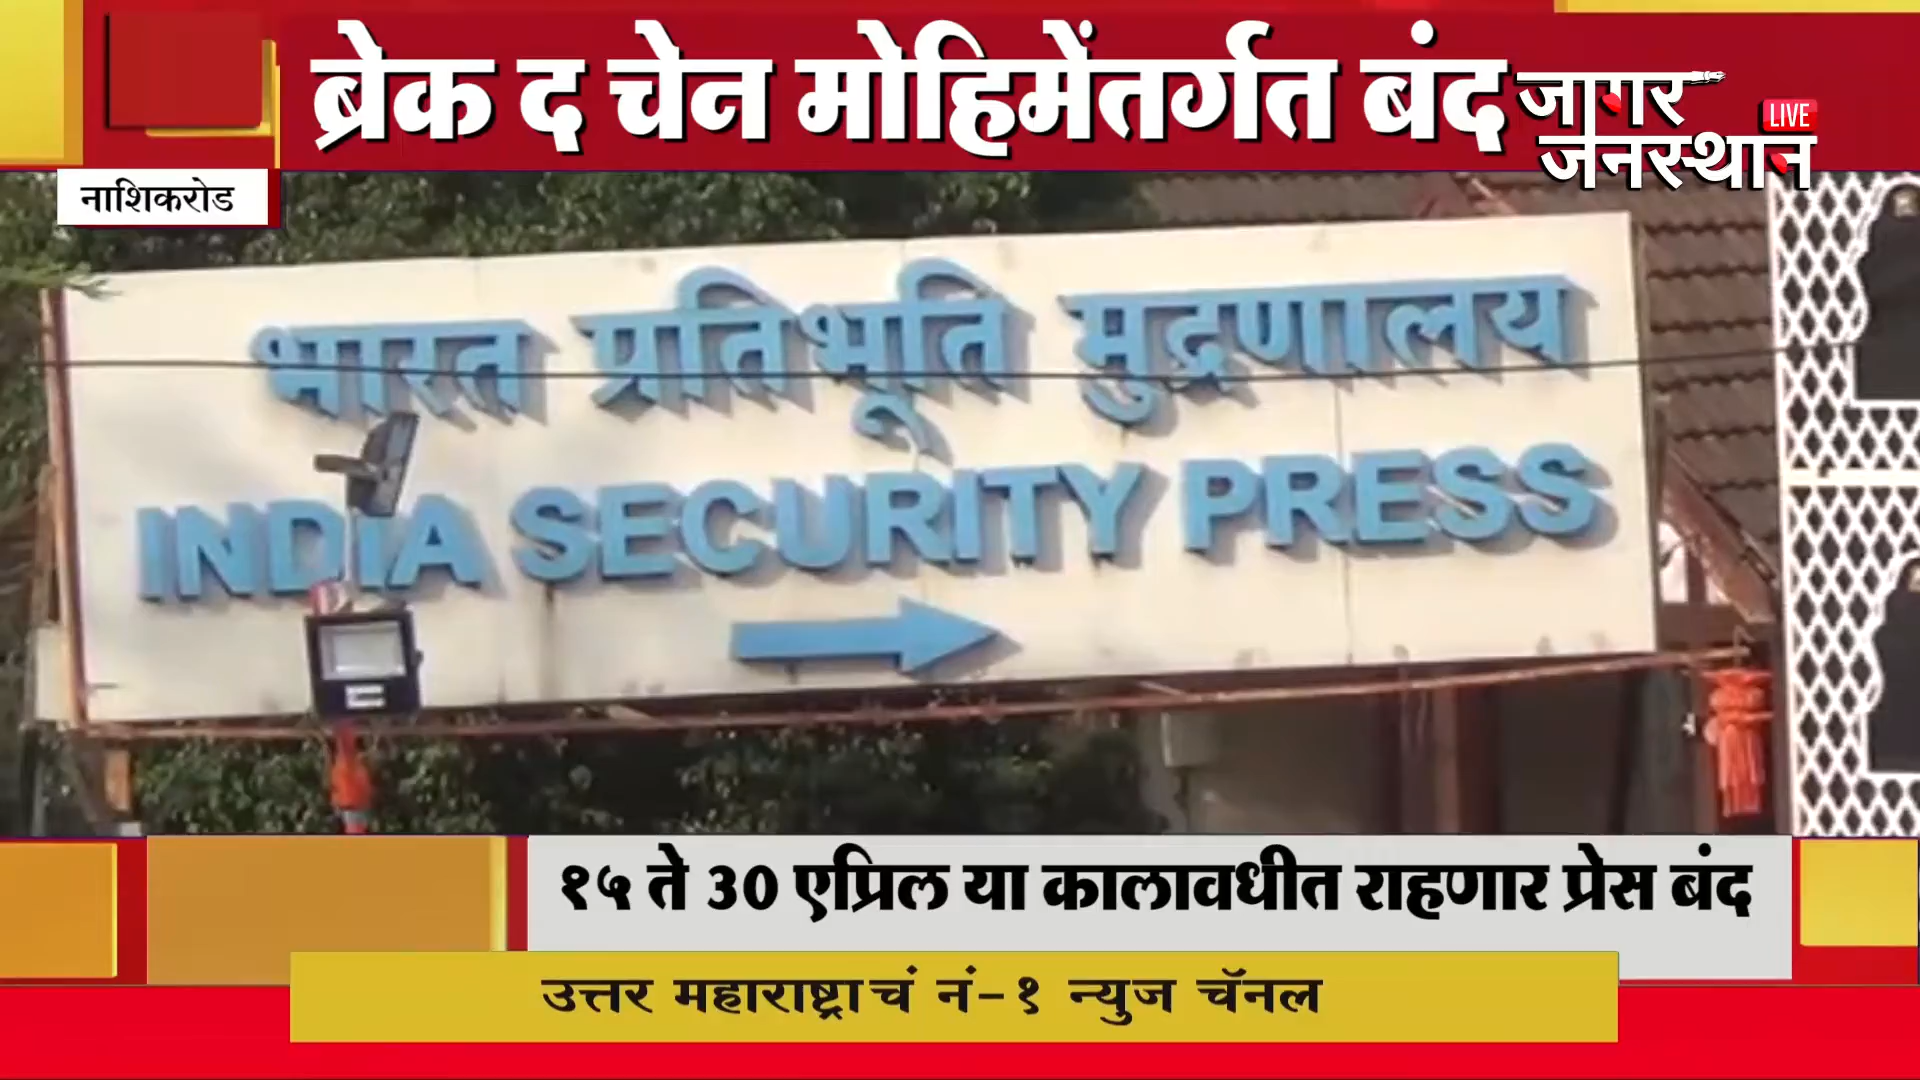 ब्रेक द चेन मोहिमेंतर्गत बंद
जागर
LIVE
जनस्थान
नाशिकरोड
भारत प्रतिभूति मुद्रणालय
INDIA SECURITY PRESS
१५ ते 30 एप्रिल या कालावधीत राहणार प्रेस बंद
उत्तर महाराष्ट्राचं नं-१ न्युज चॅनल